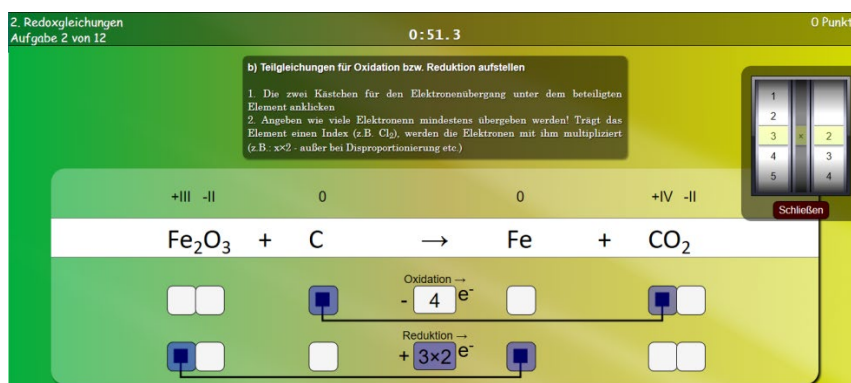 2. Redoxgleichungen
Aufgabe 2 von 12
0:51.3
0 Punkt
b) Teilgleichungen für Oxidation bzw. Reduktion aufstellen
1. Die zwei Kästchen für den Elektronenübergang unter dem beteiligten
Element anklicken
2. Angeben wie viele Elektronenn mindestens übergeben werden! Trägt das
Element einen Index (z.B. Cl₂), werden die Elektronen mit ihm multipliziert
(z.B.: x×2 - außer bei Disproportionierung etc.)
1
2
3 × 2
4 3
5 4
Schließen
+III -II 0 0 +IV -II
Fe₂O₃ + C → Fe + CO₂
Oxidation →
- 4 e⁻
Reduktion →
+ 3×2 e⁻